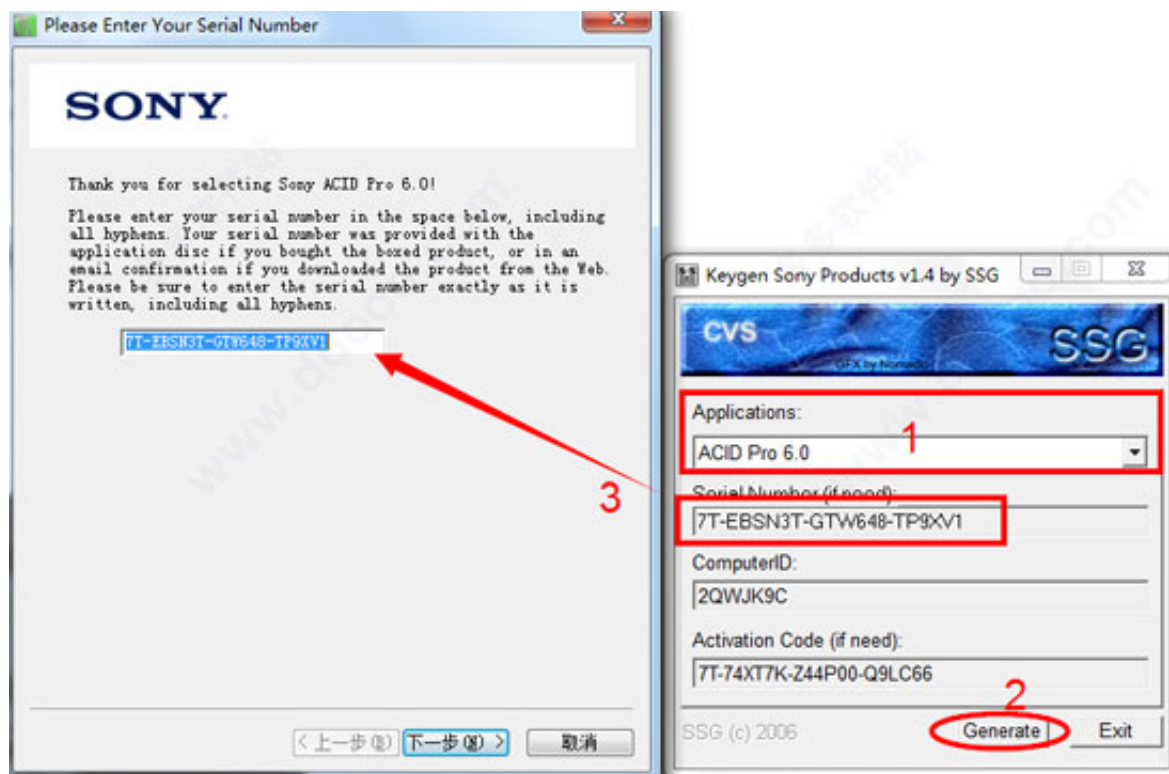 Please Enter Your Serial Number
SONY
Thank you for selecting Sony ACID Pro 6.0!
Please enter your serial number in the space below, including
all hyphens. Your serial number was provided with the
application disc if you bought the boxed product, or in an
email confirmation if you downloaded the product from the Web.
Please be sure to enter the serial number exactly as it is
written, including all hyphens.
7T-EBSN3T-GTW648-TP9XV1
3
< 上一步(B)
下一步(N) >
取消
Keygen Sony Products v1.4 by SSG
CVS
GFX by Nomado
SSG
Applications:
1
ACID Pro 6.0
Serial Number (if need):
7T-EBSN3T-GTW648-TP9XV1
ComputerID:
2QWJK9C
Activation Code (if need):
7T-74XT7K-Z44P00-Q9LC66
2
SSG (c) 2006
Generate
Exit